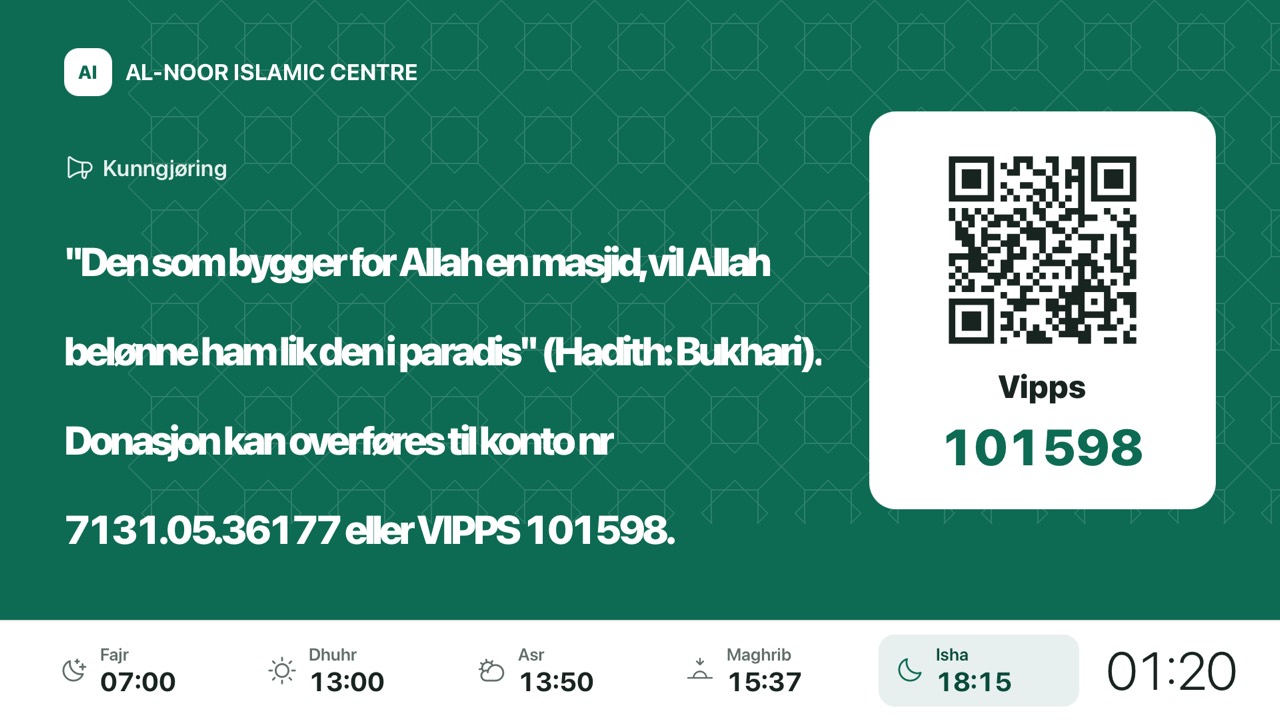 AI
AL-NOOR ISLAMIC CENTRE
Kunngjøring
"Den som bygger for Allah en masjid, vil Allah
belønne ham lik den i paradis" (Hadith: Bukhari).
Donasjon kan overføres til konto nr
7131.05.36177 eller VIPPS 101598.
Vipps
101598
Fajr
07:00
Dhuhr
13:00
Asr
13:50
Maghrib
15:37
Isha
18:15
01:20